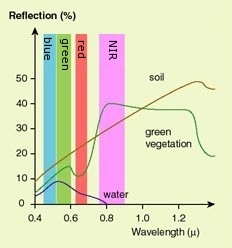 Reflection (%)
blue
green
red
NIR
50
soil
40
30
green
vegetation
20
10
water
0
0.4 0.6 0.8 1.0 1.2
Wavelength (µ)